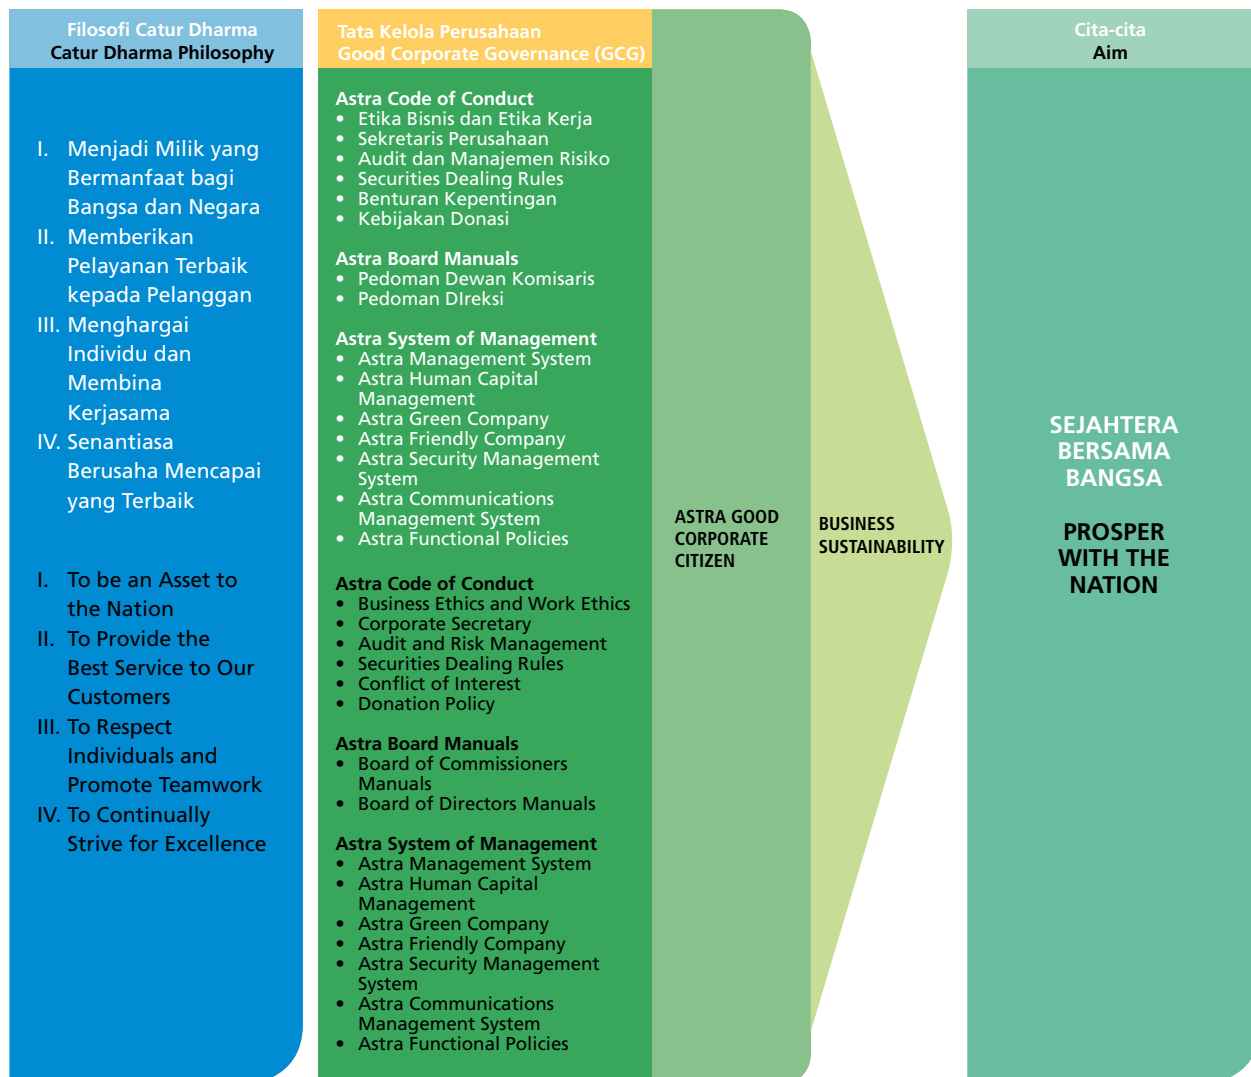 Filosofi Catur Dharma
Catur Dharma Philosophy
I. Menjadi Milik yang
Bermanfaat bagi
Bangsa dan Negara
II. Memberikan
Pelayanan Terbaik
kepada Pelanggan
III. Menghargai
Individu dan
Membina
Kerjasama
IV. Senantiasa
Berusaha Mencapai
yang Terbaik
I. To be an Asset to
the Nation
II. To Provide the
Best Service to Our
Customers
III. To Respect
Individuals and
Promote Teamwork
IV. To Continually
Strive for Excellence
Tata Kelola Perusahaan
Good Corporate Governance (GCG)
Astra Code of Conduct
• Etika Bisnis dan Etika Kerja
• Sekretaris Perusahaan
• Audit dan Manajemen Risiko
• Securities Dealing Rules
• Benturan Kepentingan
• Kebijakan Donasi
Astra Board Manuals
• Pedoman Dewan Komisaris
• Pedoman DIreksi
Astra System of Management
• Astra Management System
• Astra Human Capital
Management
• Astra Green Company
• Astra Friendly Company
• Astra Security Management
System
• Astra Communications
Management System
• Astra Functional Policies
Astra Code of Conduct
• Business Ethics and Work Ethics
• Corporate Secretary
• Audit and Risk Management
• Securities Dealing Rules
• Conflict of Interest
• Donation Policy
Astra Board Manuals
• Board of Commissioners
Manuals
• Board of Directors Manuals
Astra System of Management
• Astra Management System
• Astra Human Capital
Management
• Astra Green Company
• Astra Friendly Company
• Astra Security Management
System
• Astra Communications
Management System
• Astra Functional Policies
ASTRA GOOD
CORPORATE
CITIZEN
BUSINESS
SUSTAINABILITY
Cita-cita
Aim
SEJAHTERA
BERSAMA
BANGSA
PROSPER
WITH THE
NATION